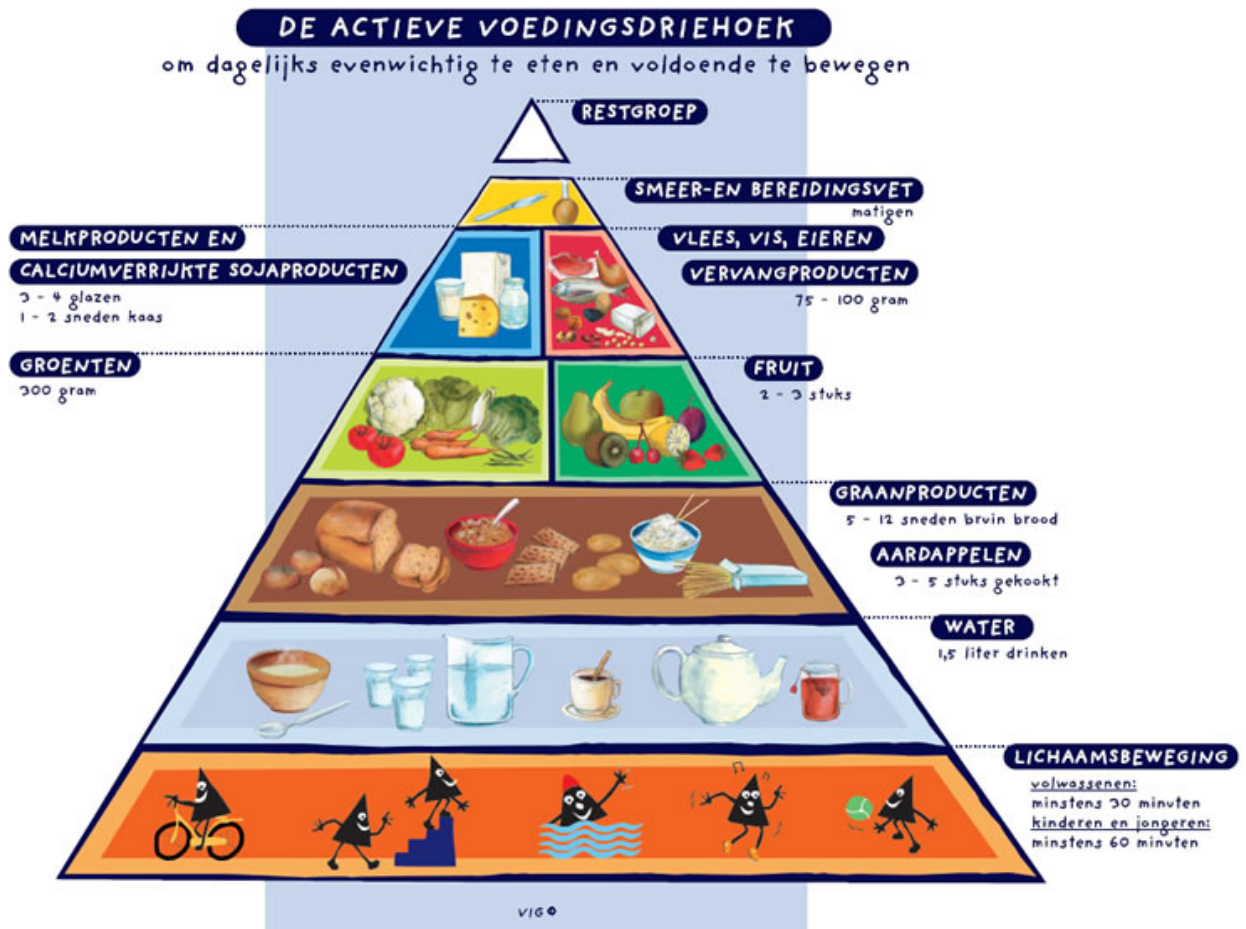 DE ACTIEVE VOEDINGSDRIEHOEK
om dagelijks evenwichtig te eten en voldoende te bewegen
RESTGROEP
SMEER-EN BEREIDINGSVET
matigen
MELKPRODUCTEN EN
CALCIUMVERRIJKTE SOJAPRODUCTEN
3 - 4 glazen
1 - 2 sneden kaas
VLEES, VIS, EIEREN
VERVANGPRODUCTEN
75 - 100 gram
GROENTEN
300 gram
FRUIT
2 - 3 stuks
GRAANPRODUCTEN
5 - 12 sneden bruin brood
AARDAPPELEN
3 - 5 stuks gekookt
WATER
1,5 liter drinken
LICHAAMSBEWEGING
volwassenen:
minstens 30 minuten
kinderen en jongeren:
minstens 60 minuten
VIG